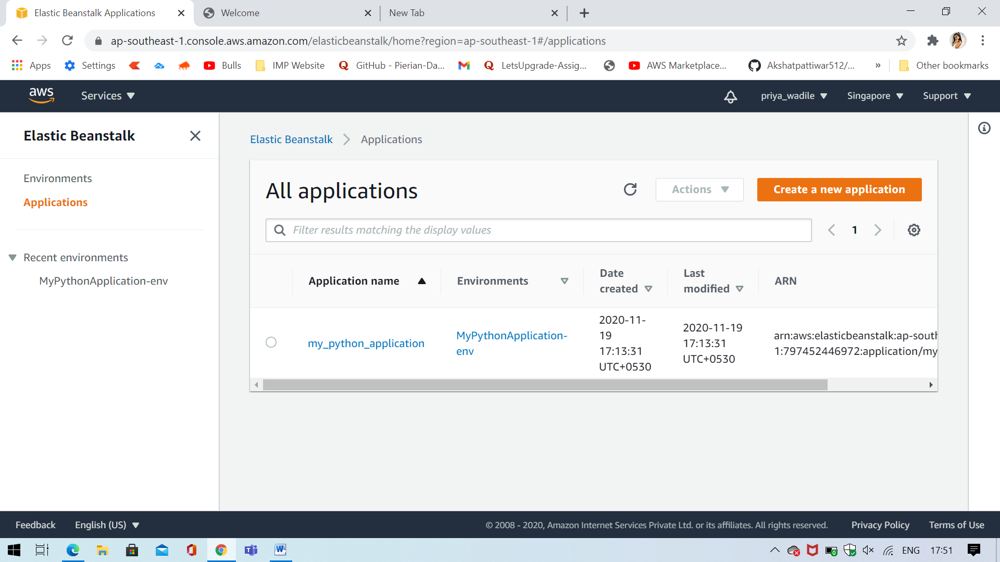 Elastic Beanstalk Applications
Welcome
New Tab
ap-southeast-1.console.aws.amazon.com/elasticbeanstalk/home?region=ap-southeast-1#/applications
Apps
Settings
Bulls
IMP Website
GitHub - Pierian-Da...
LetsUpgrade-Assig...
AWS Marketplace...
Akshatpattiwar512/...
»
Other bookmarks
aws
Services
priya_wadile
Singapore
Support
Elastic Beanstalk
Environments
Applications
Recent environments
MyPythonApplication-env
Elastic Beanstalk > Applications
All applications
Actions
Create a new application
Filter results matching the display values
1
Application name
Environments
Date
created
Last
modified
ARN
my_python_application
MyPythonApplication-
env
2020-11-
19
17:13:31
UTC+0530
2020-11-19
17:13:31
UTC+0530
arn:aws:elasticbeanstalk:ap-south
1:797452446972:application/my
Feedback
English (US)
© 2008 - 2020, Amazon Internet Services Private Ltd. or its affiliates. All rights reserved.
Privacy Policy
Terms of Use
ENG
17:51